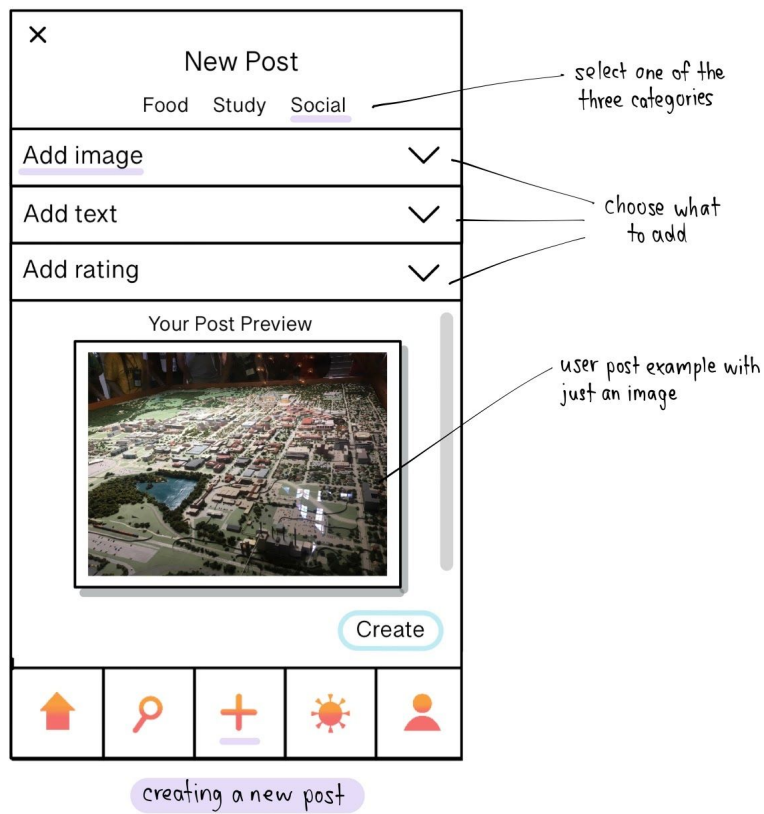 New Post
Food Study Social
select one of the
three categories
Add image
Add text
Add rating
choose what
to add
Your Post Preview
user post example with
just an image
Create
creating a new post